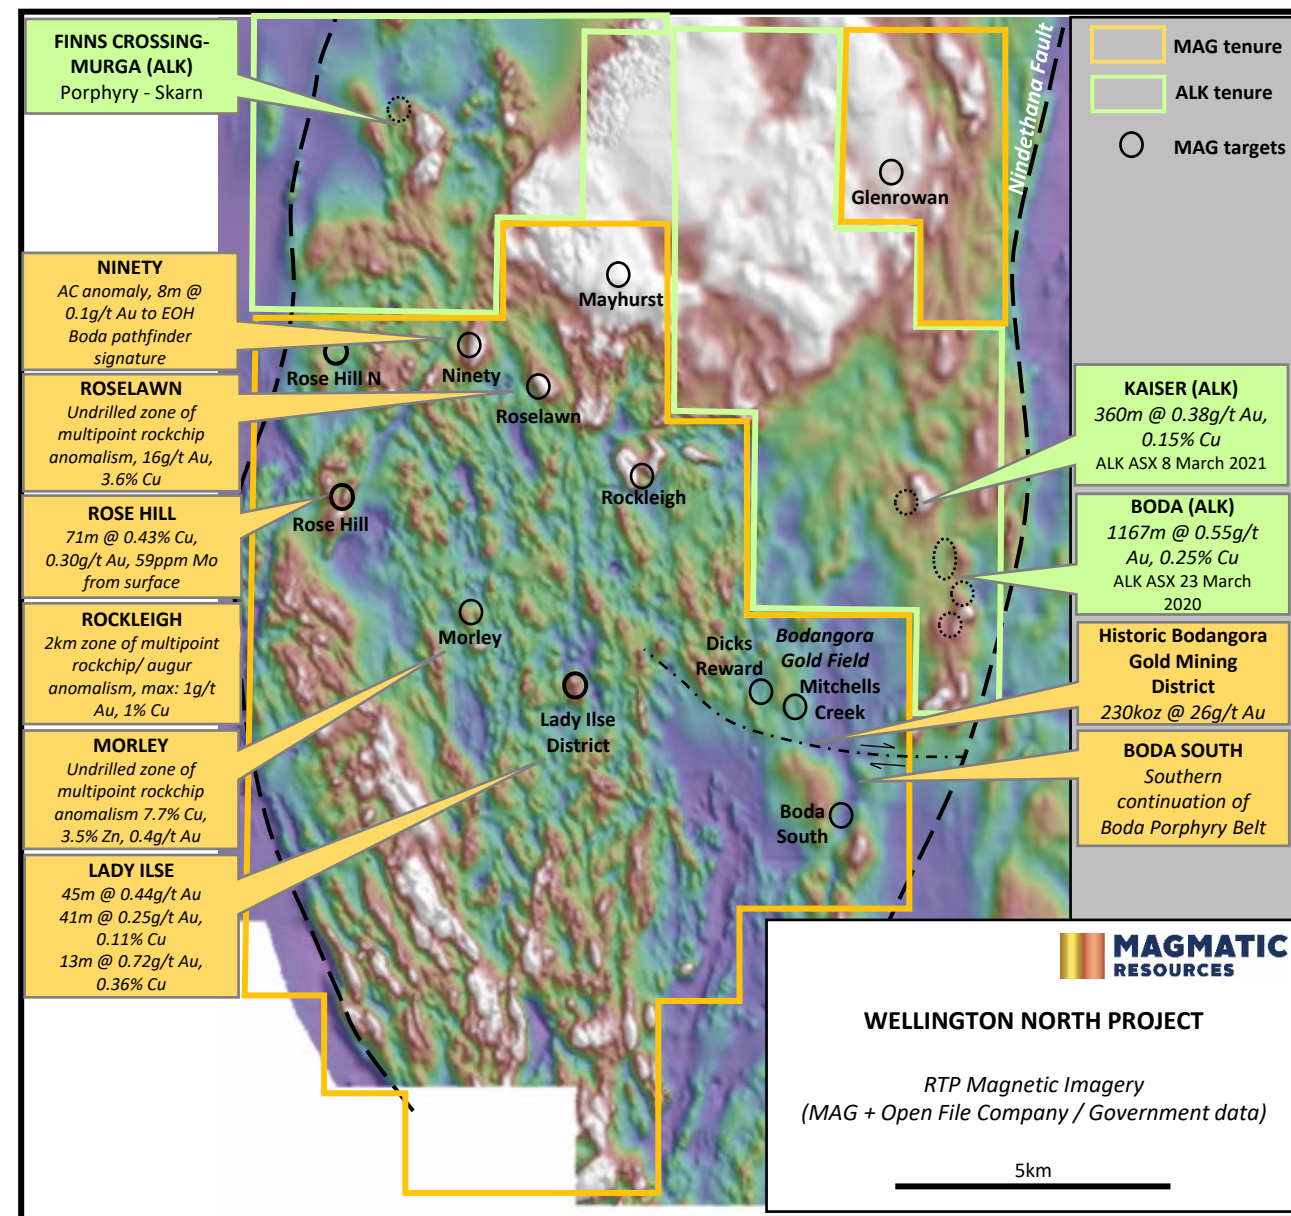 FINNS CROSSING-
MURGA (ALK)
Porphyry - Skarn
NINETY
AC anomaly, 8m @
0.1g/t Au to EOH
Boda pathfinder
signature
ROSELAWN
Undrilled zone of
multipoint rockchip
anomalism, 16g/t Au,
3.6% Cu
ROSE HILL
71m @ 0.43% Cu,
0.30g/t Au, 59ppm Mo
from surface
ROCKLEIGH
2km zone of multipoint
rockchip/ augur
anomalism, max: 1g/t
Au, 1% Cu
MORLEY
Undrilled zone of
multipoint rockchip
anomalism 7.7% Cu,
3.5% Zn, 0.4g/t Au
LADY ILSE
45m @ 0.44g/t Au
41m @ 0.25g/t Au,
0.11% Cu
13m @ 0.72g/t Au,
0.36% Cu
Glenrowan
Mayhurst
Rose Hill N
Ninety
Roselawn
Rockleigh
Rose Hill
Morley
Lady Ilse
District
Dicks
Reward
Bodangora
Gold Field
Mitchells
Creek
Boda
South
Nindethana Fault
MAG tenure
ALK tenure
MAG targets
KAISER (ALK)
360m @ 0.38g/t Au,
0.15% Cu
ALK ASX 8 March 2021
BODA (ALK)
1167m @ 0.55g/t
Au, 0.25% Cu
ALK ASX 23 March
2020
Historic Bodangora
Gold Mining
District
230koz @ 26g/t Au
BODA SOUTH
Southern
continuation of
Boda Porphyry Belt
MAGMATIC
RESOURCES
WELLINGTON NORTH PROJECT
RTP Magnetic Imagery
(MAG + Open File Company / Government data)
5km